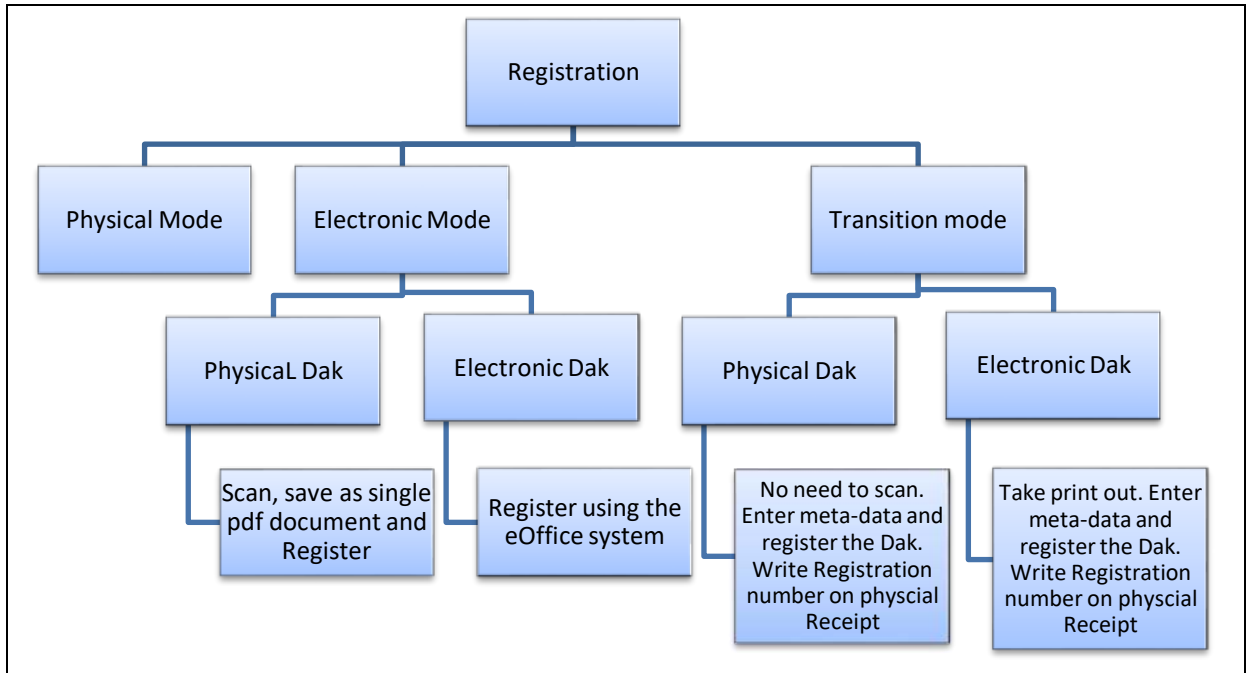 Registration
Physical Mode
Electronic Mode
Transition mode
PhysicaL Dak
Electronic Dak
Physical Dak
Electronic Dak
Scan, save as single
pdf document and
Register
Register using the
eOffice system
No need to scan.
Enter meta-data and
register the Dak.
Write Registration
number on physcial
Receipt
Take print out. Enter
meta-data and
register the Dak.
Write Registration
number on physcial
Receipt